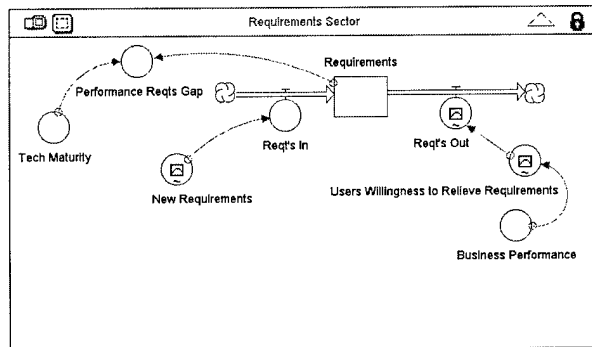 Requirements Sector
Requirements
Performance Reqts Gap
Req't's In
Req't's Out
Tech Maturity
New Requirements
Users Willingness to Relieve Requirements
Business Performance